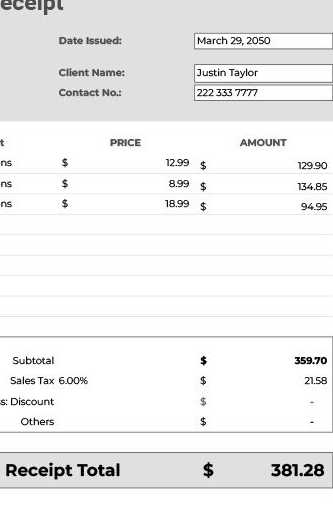 eceipt
Date Issued: March 29, 2050
Client Name: Justin Taylor
Contact No.: 222 333 7777
t PRICE AMOUNT
ns $ 12.99 $ 129.90
ns $ 8.99 $ 134.85
ns $ 18.99 $ 94.95
Subtotal $ 359.70
Sales Tax 6.00% $ 21.58
s: Discount $ -
Others $ -
Receipt Total $ 381.28